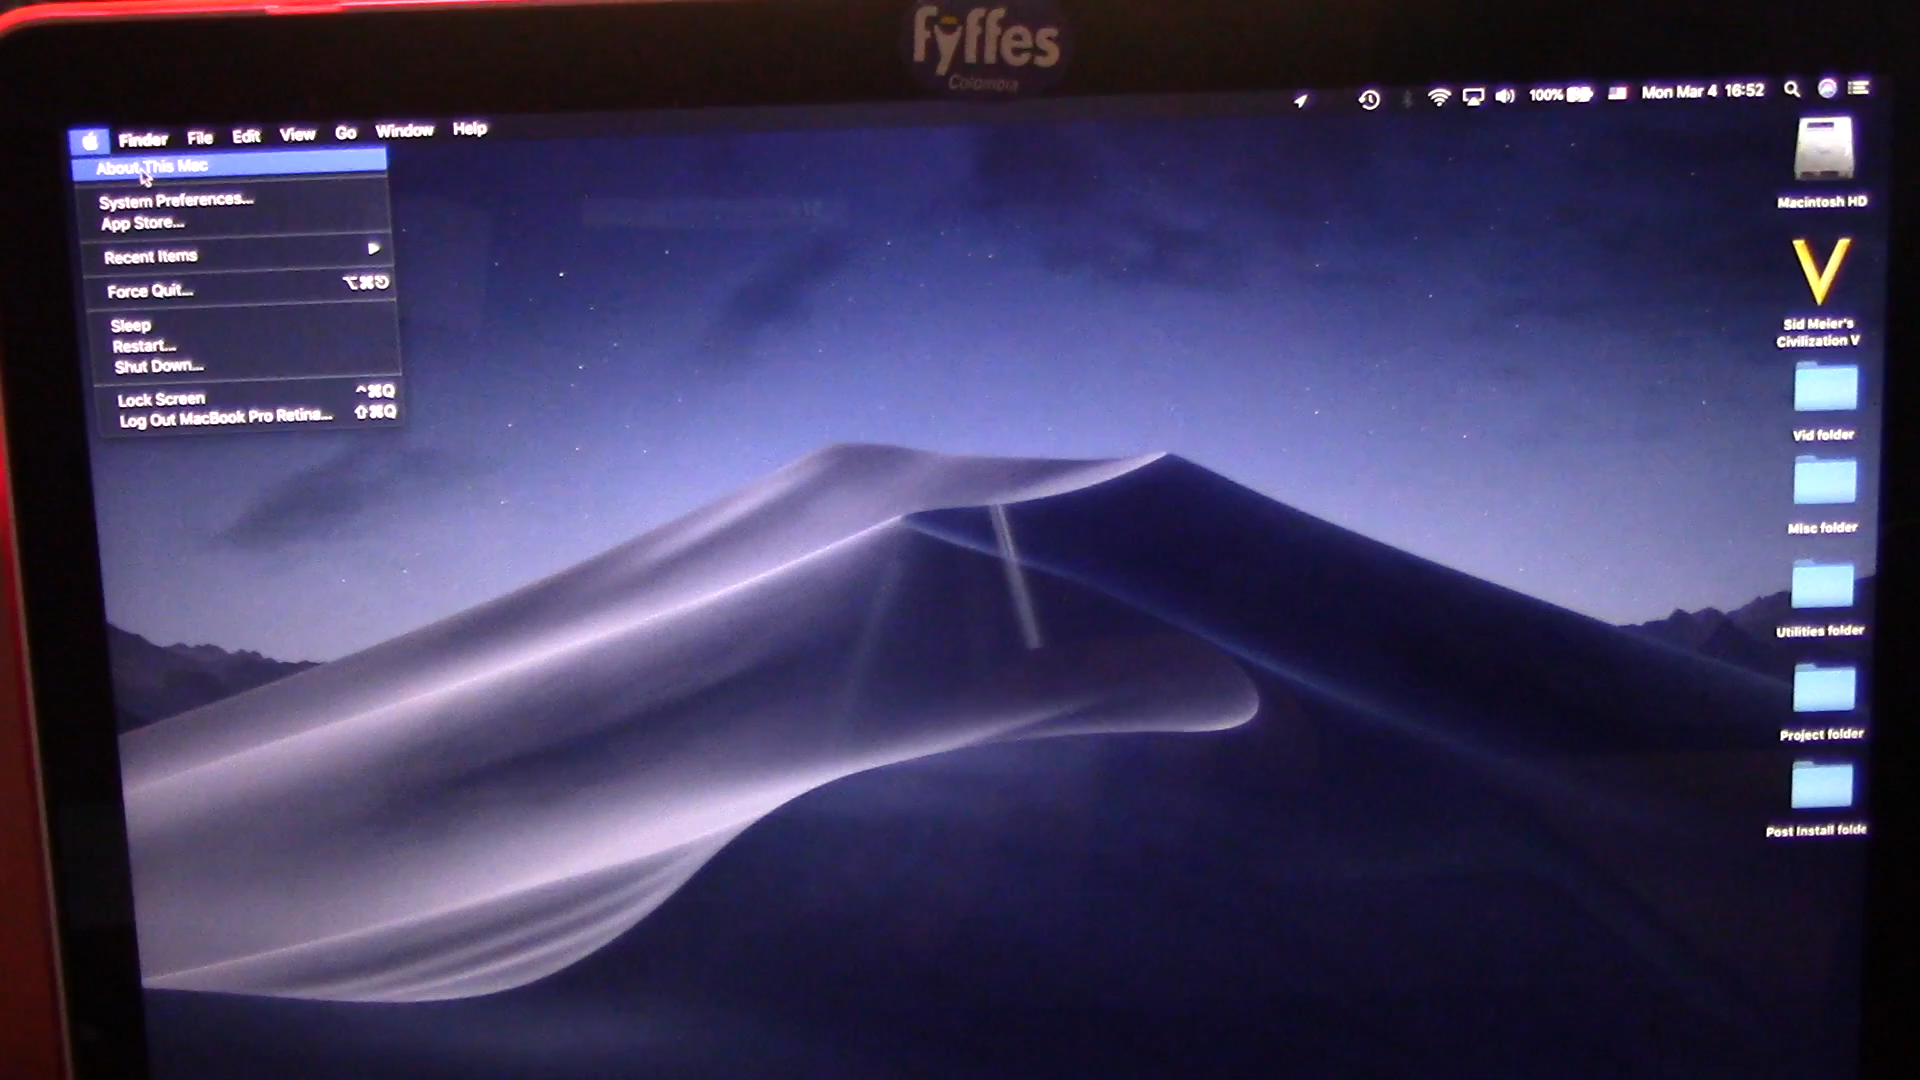 fyffes
Colombia
Finder File Edit View Go Window Help
100% Mon Mar 4 16:52
About This Mac
System Preferences...
App Store...
Recent Items
Force Quit... ⌥⌘⎋
Sleep
Restart...
Shut Down...
Lock Screen ^⌘Q
Log Out MacBook Pro Retina... ⇧⌘Q
Macintosh HD
Sid Meier's
Civilization V
Vid folder
Misc folder
Utilities folder
Project folder
Post Install folde